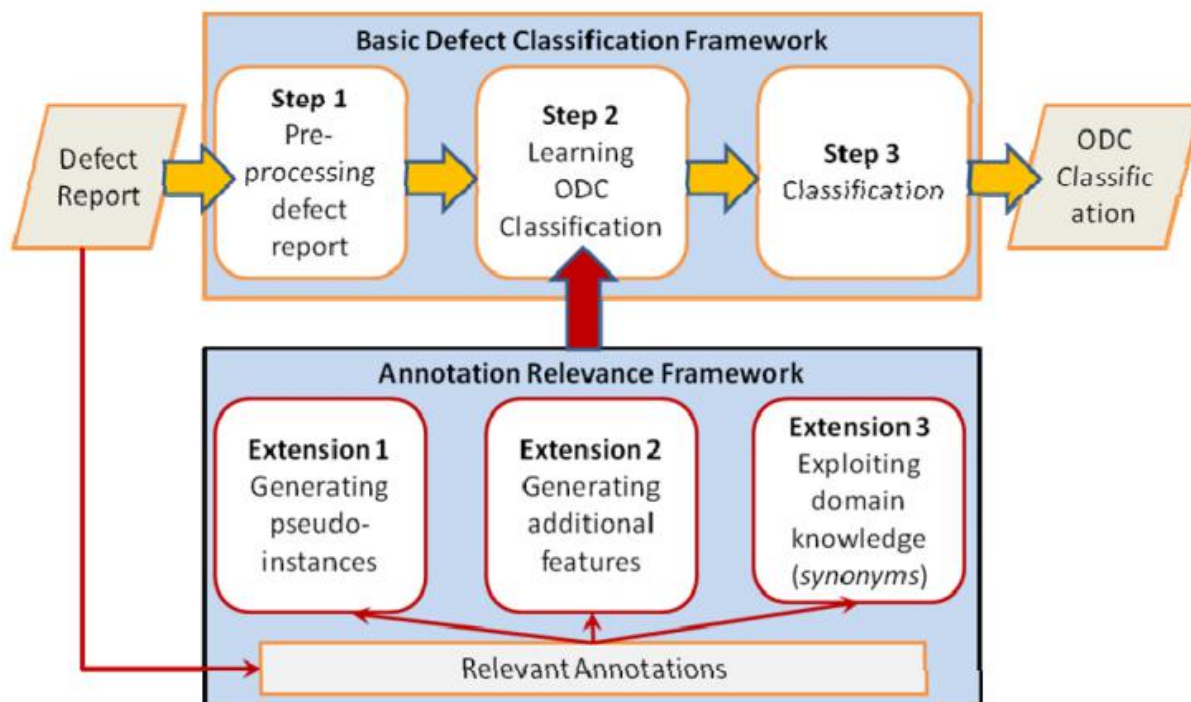 Basic Defect Classification Framework
Defect
Report
Step 1
Pre-
processing
defect
report
Step 2
Learning
ODC
Classification
Step 3
Classification
ODC
Classific
ation
Annotation Relevance Framework
Extension 1
Generating
pseudo-
instances
Extension 2
Generating
additional
features
Extension 3
Exploiting
domain
knowledge
(synonyms)
Relevant Annotations